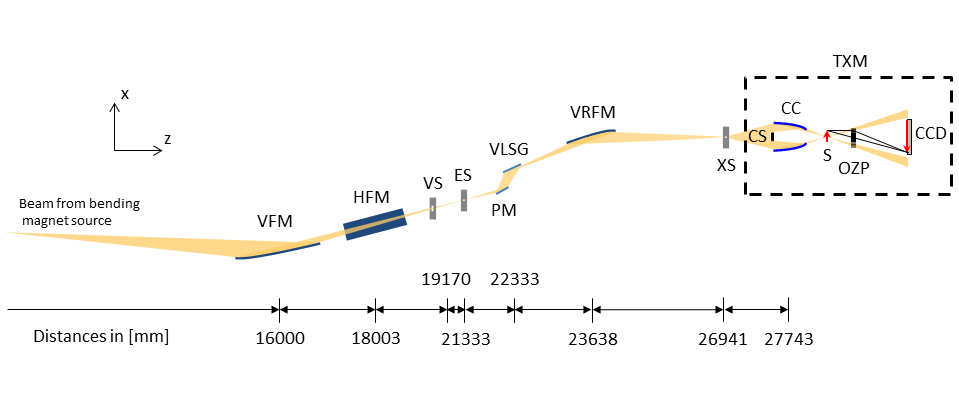 TXM
x
z
VRFM
CC
CS
CCD
S
XS
OZP
VLSG
ES
VS
PM
HFM
VFM
Beam from bending
magnet source
19170
22333
Distances in [mm]
16000
18003
21333
23638
26941
27743